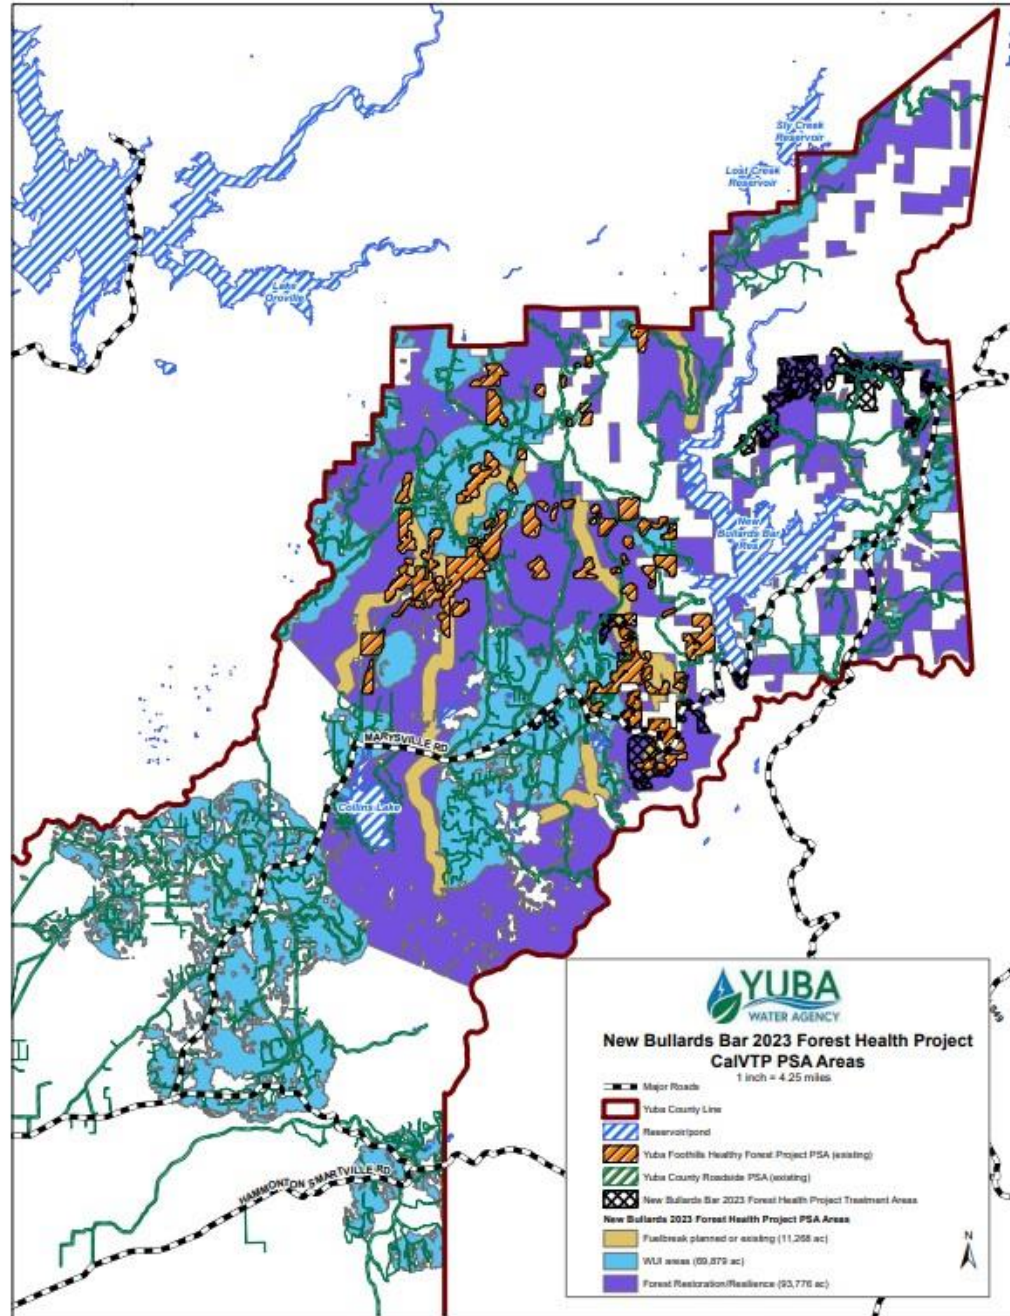 Sly Creek
Reservoir
Lost Creek
Reservoir
Lake
Oroville
New
Bullards Bar
Res
MARYSVILLE RD
Collins Lake
HAMMONTON SMARTVILLE RD
949
YUBA
WATER AGENCY
New Bullards Bar 2023 Forest Health Project
CalVTP PSA Areas
1 inch = 4.25 miles
Major Roads
Yuba County Line
Reservoir/pond
Yuba Foothills Healthy Forest Project PSA (existing)
Yuba County Roadside PSA (existing)
New Bullards Bar 2023 Forest Health Project Treatment Areas
New Bullards 2023 Forest Health Project PSA Areas
Fuelbreak planned or existing (11,268 ac)
WUI areas (69,879 ac)
Forest Restoration/Resilience (93,776 ac)
N